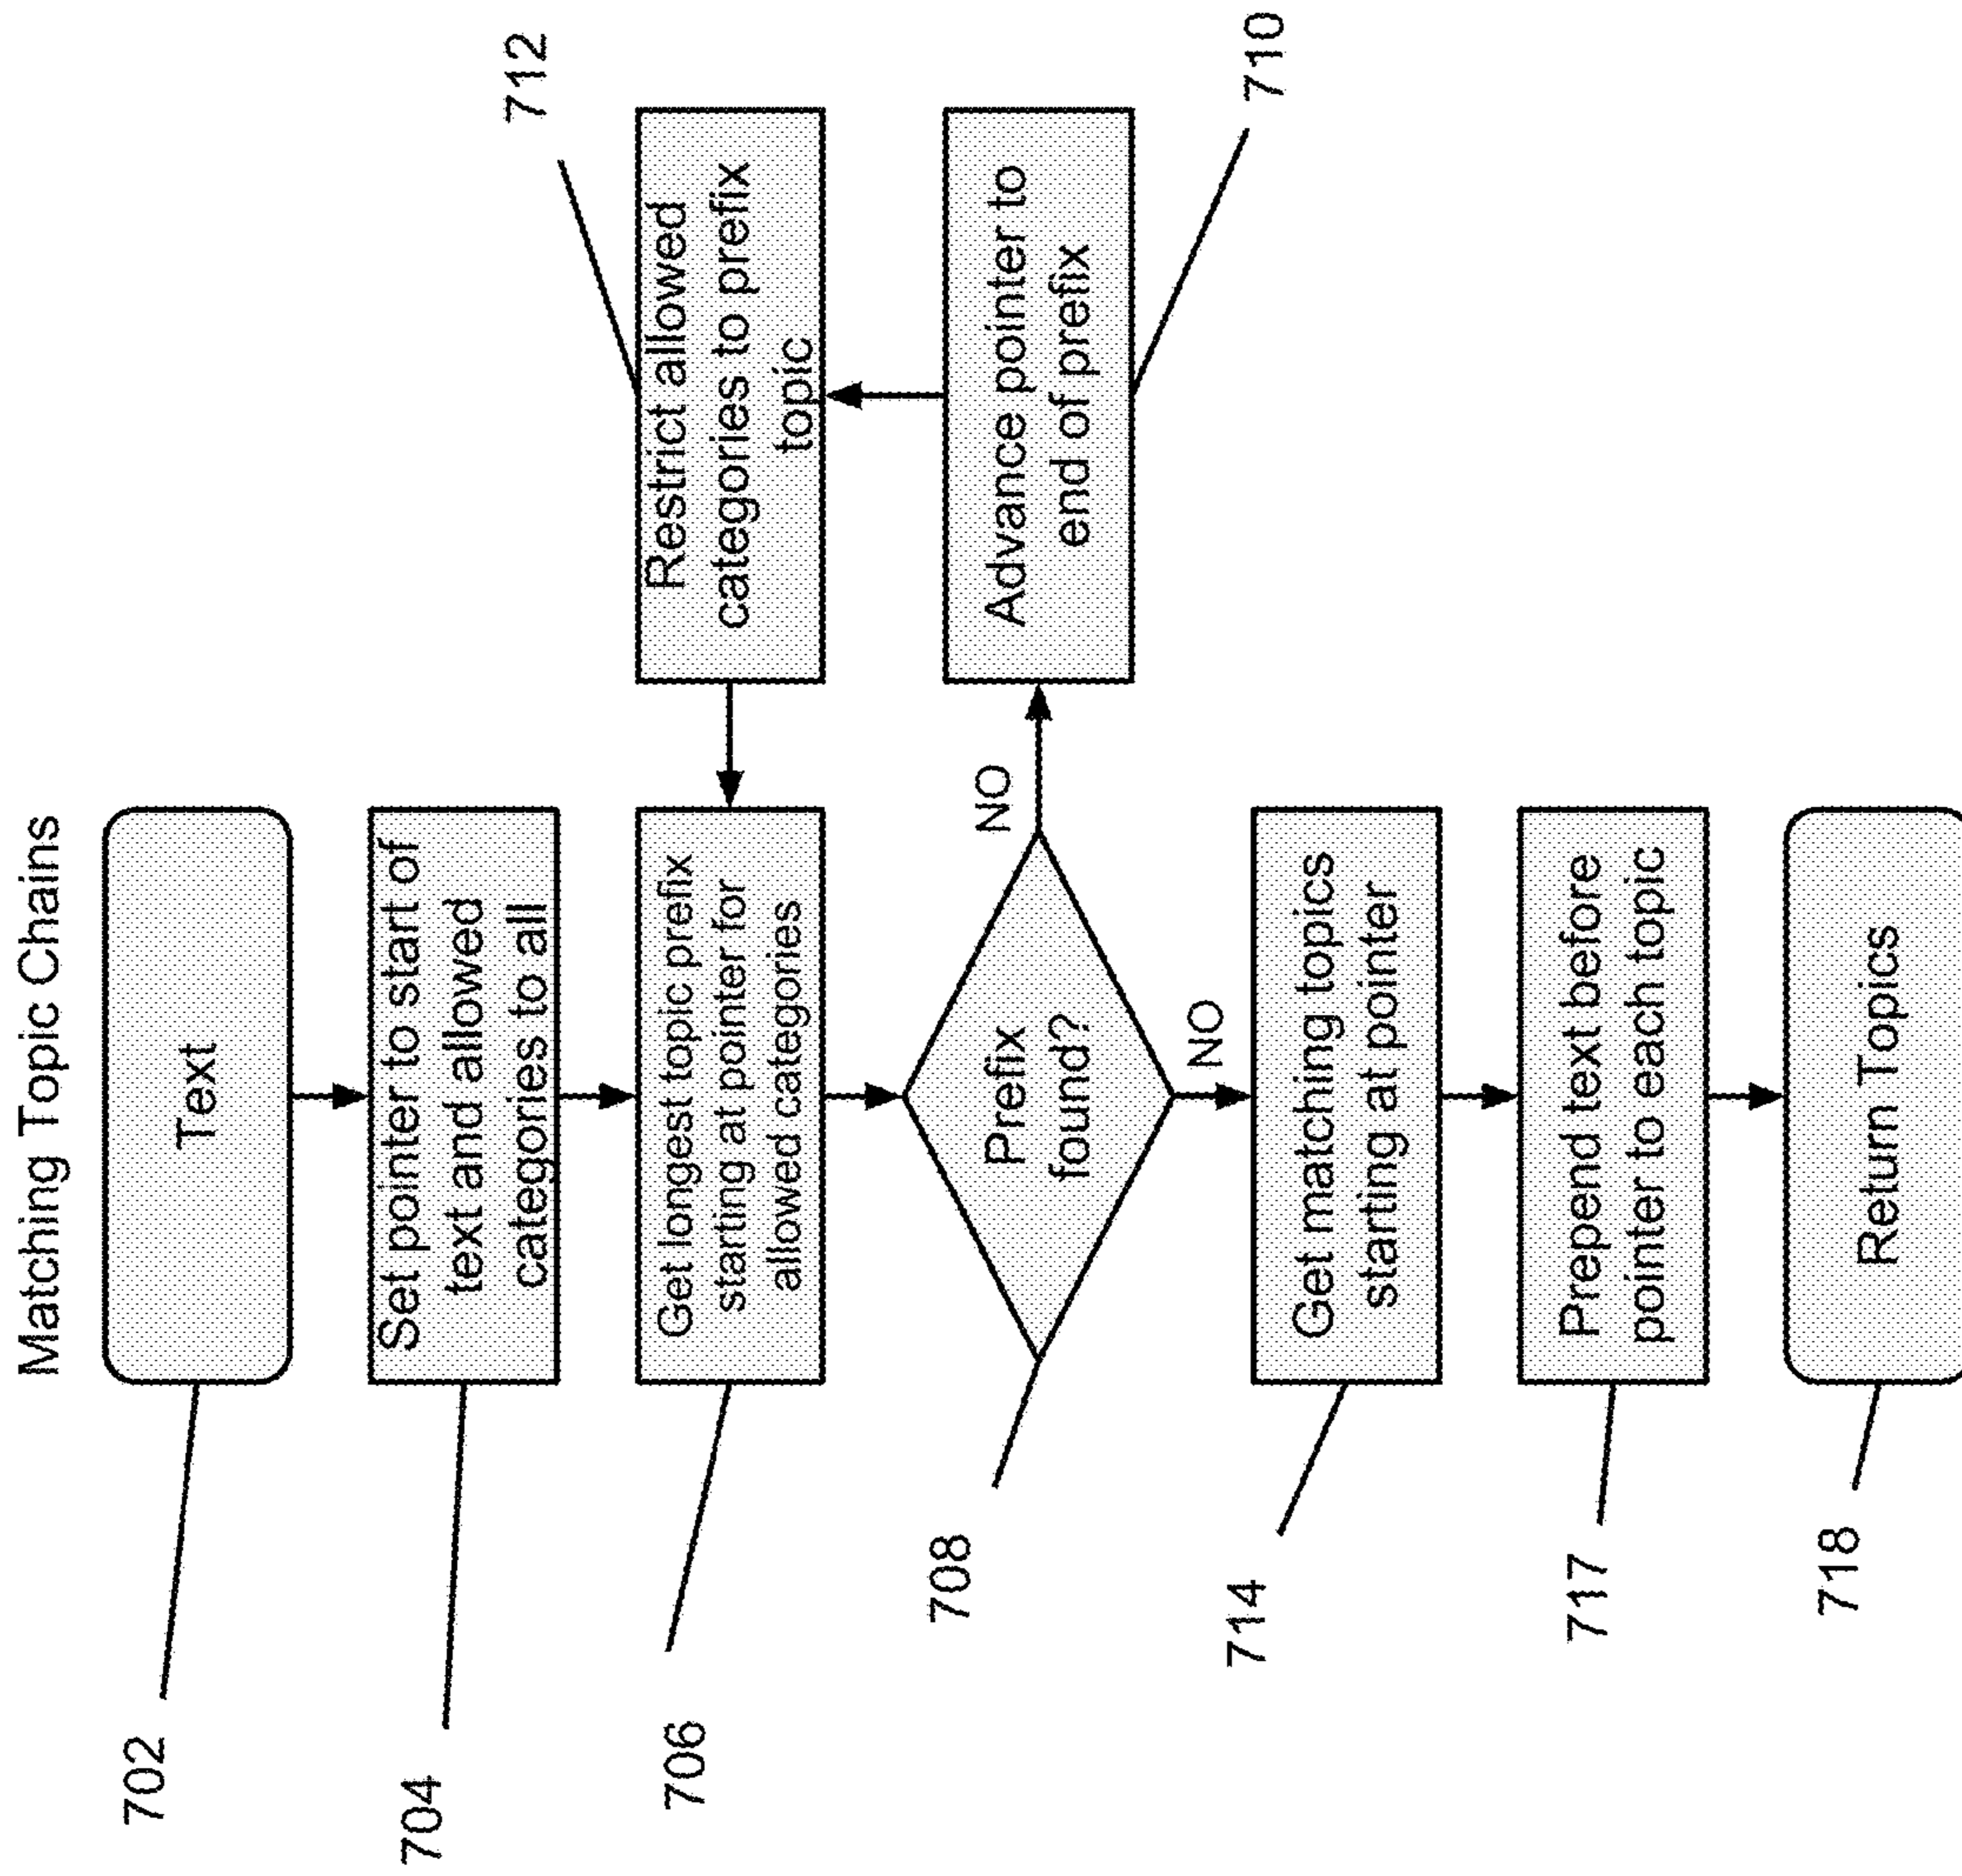 Matching Topic Chains
702
Text
704
Set pointer to start of
text and allowed
categories to all
706
Get longest topic prefix
starting at pointer for
allowed categories
712
Restrict allowed
categories to prefix
topic
708
Prefix
found?
NO
Advance pointer to
end of prefix
710
NO
714
Get matching topics
starting at pointer
717
Prepend text before
pointer to each topic
718
Return Topics